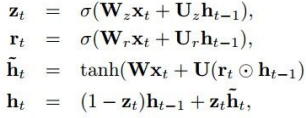 z_t = σ(W_z x_t + U_z h_{t−1}),
r_t = σ(W_r x_t + U_r h_{t−1}),
h̃_t = tanh(Wx_t + U(r_t ⊙ h_{t−1})
h_t = (1 − z_t)h_{t−1} + z_t h̃_t,